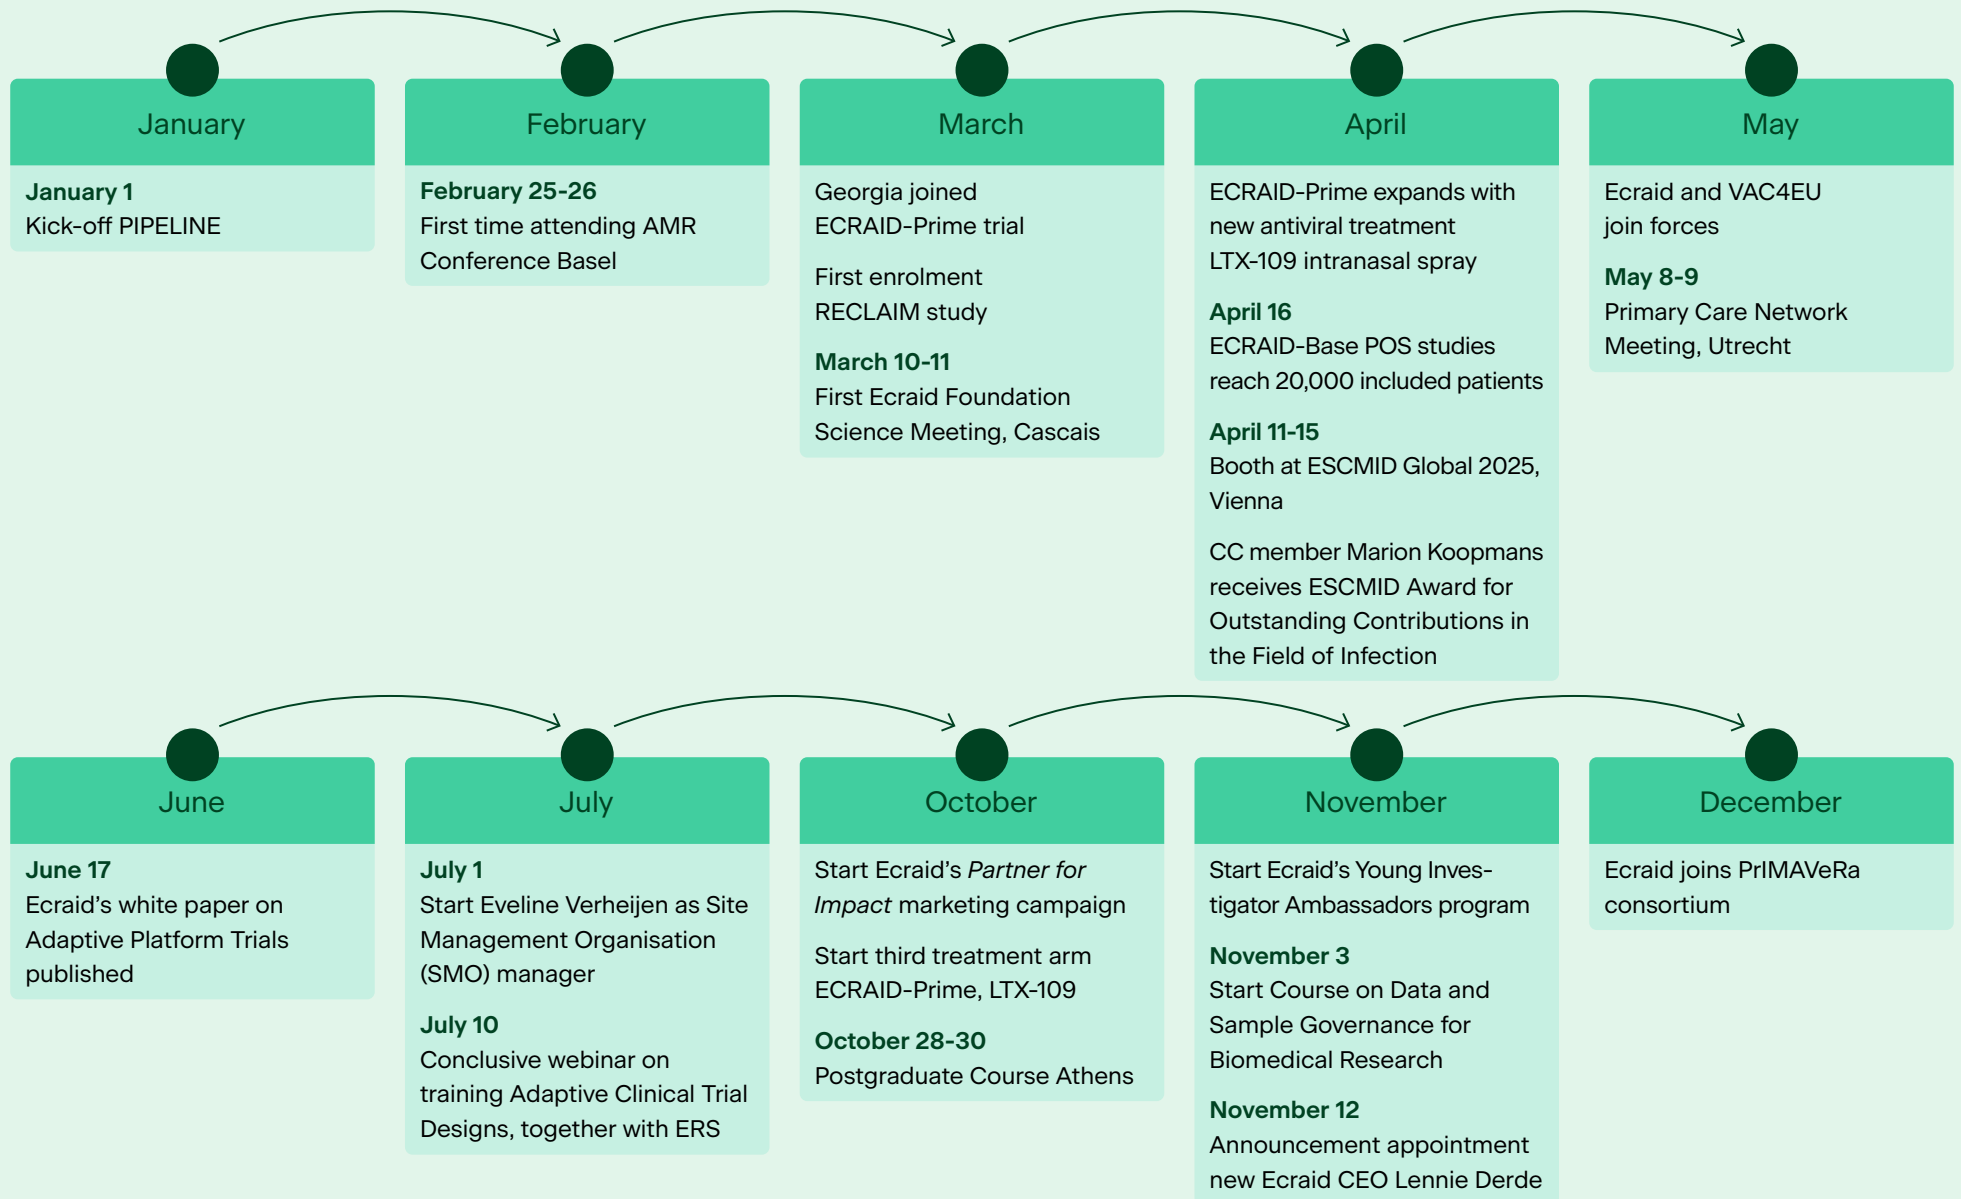 January
January 1
Kick-off PIPELINE
February
February 25-26
First time attending AMR
Conference Basel
March
Georgia joined
ECRAID-Prime trial
First enrolment
RECLAIM study
March 10-11
First Ecraid Foundation
Science Meeting, Cascais
April
ECRAID-Prime expands with
new antiviral treatment
LTX-109 intranasal spray
April 16
ECRAID-Base POS studies
reach 20,000 included patients
April 11-15
Booth at ESCMID Global 2025,
Vienna
CC member Marion Koopmans
receives ESCMID Award for
Outstanding Contributions in
the Field of Infection
May
Ecraid and VAC4EU
join forces
May 8-9
Primary Care Network
Meeting, Utrecht
June
June 17
Ecraid’s white paper on
Adaptive Platform Trials
published
July
July 1
Start Eveline Verheijen as Site
Management Organisation
(SMO) manager
July 10
Conclusive webinar on
training Adaptive Clinical Trial
Designs, together with ERS
October
Start Ecraid’s Partner for
Impact marketing campaign
Start third treatment arm
ECRAID-Prime, LTX-109
October 28-30
Postgraduate Course Athens
November
Start Ecraid’s Young Inves-
tigator Ambassadors program
November 3
Start Course on Data and
Sample Governance for
Biomedical Research
November 12
Announcement appointment
new Ecraid CEO Lennie Derde
December
Ecraid joins PrIMAVeRa
consortium